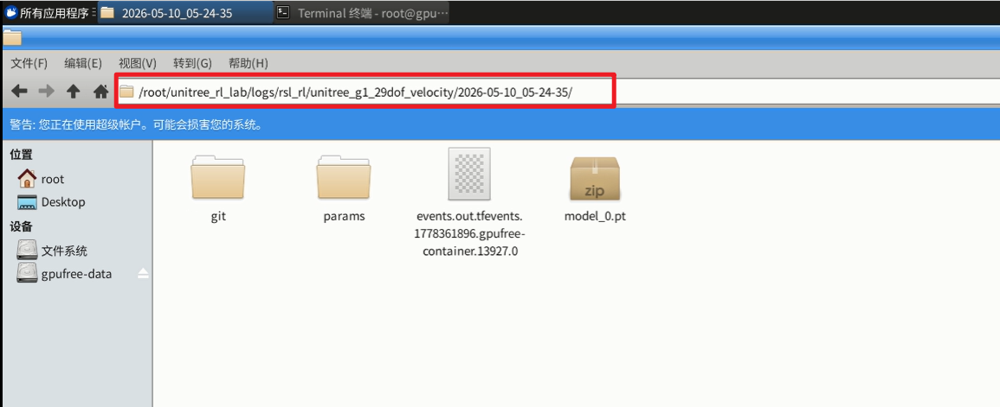 所有应用程序
2026-05-10_05-24-35
Terminal 终端 - root@gpu-…
文件(F) 编辑(E) 视图(V) 转到(G) 帮助(H)
/root/unitree_rl_lab/logs/rsl_rl/unitree_g1_29dof_velocity/2026-05-10_05-24-35/
警告: 您正在使用超级帐户。可能会损害您的系统。
位置
root
Desktop
设备
文件系统
gpufree-data
git
params
events.out.tfevents.
1778361896.gpufree-
container.13927.0
zip
model_0.pt